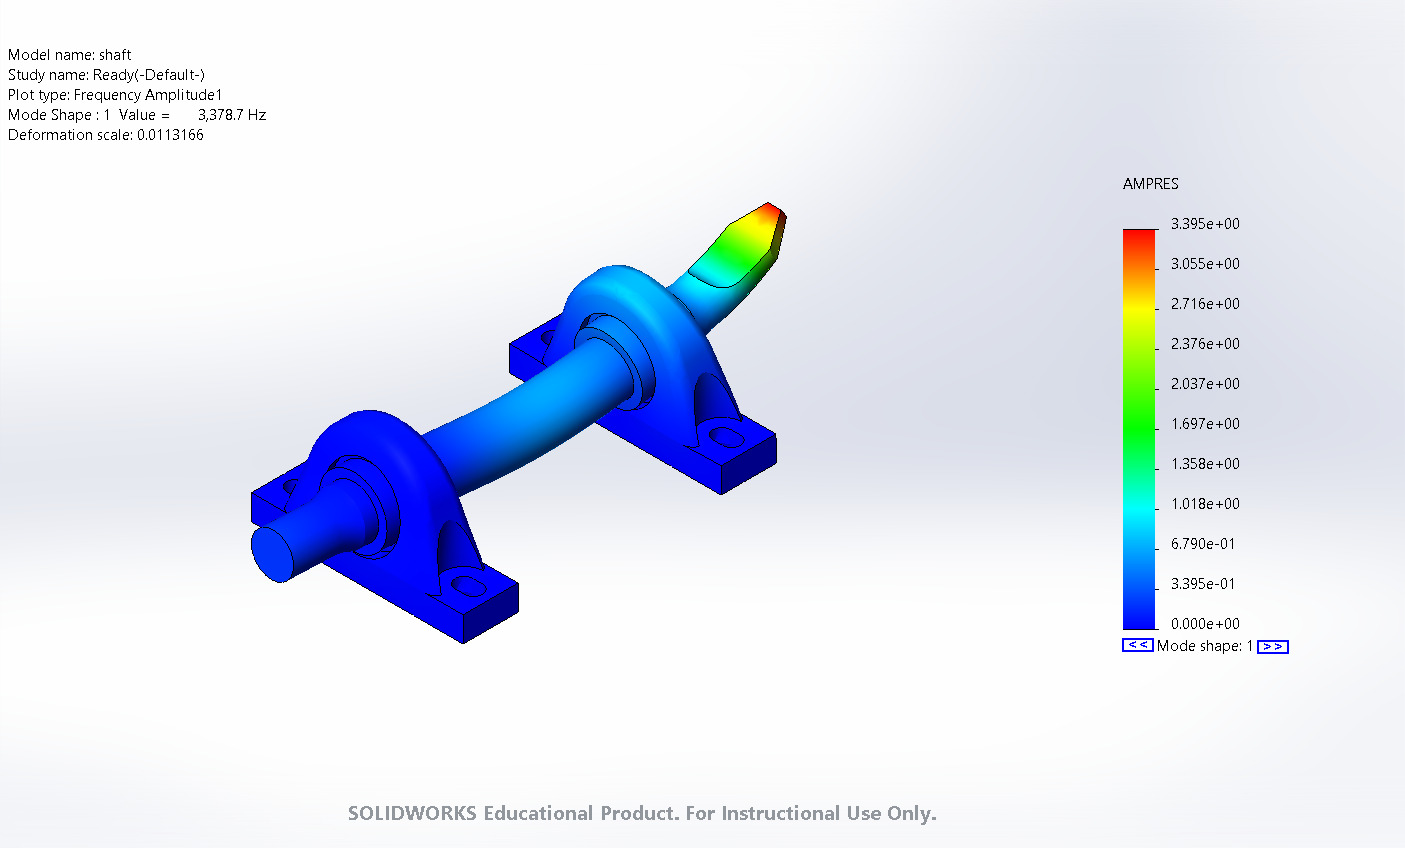 Model name: shaft
Study name: Ready(-Default-)
Plot type: Frequency Amplitude1
Mode Shape : 1 Value = 3,378.7 Hz
Deformation scale: 0.0113166
AMPRES
3.395e+00
3.055e+00
2.716e+00
2.376e+00
2.037e+00
1.697e+00
1.358e+00
1.018e+00
6.790e-01
3.395e-01
0.000e+00
<< Mode shape: 1 >>
SOLIDWORKS Educational Product. For Instructional Use Only.